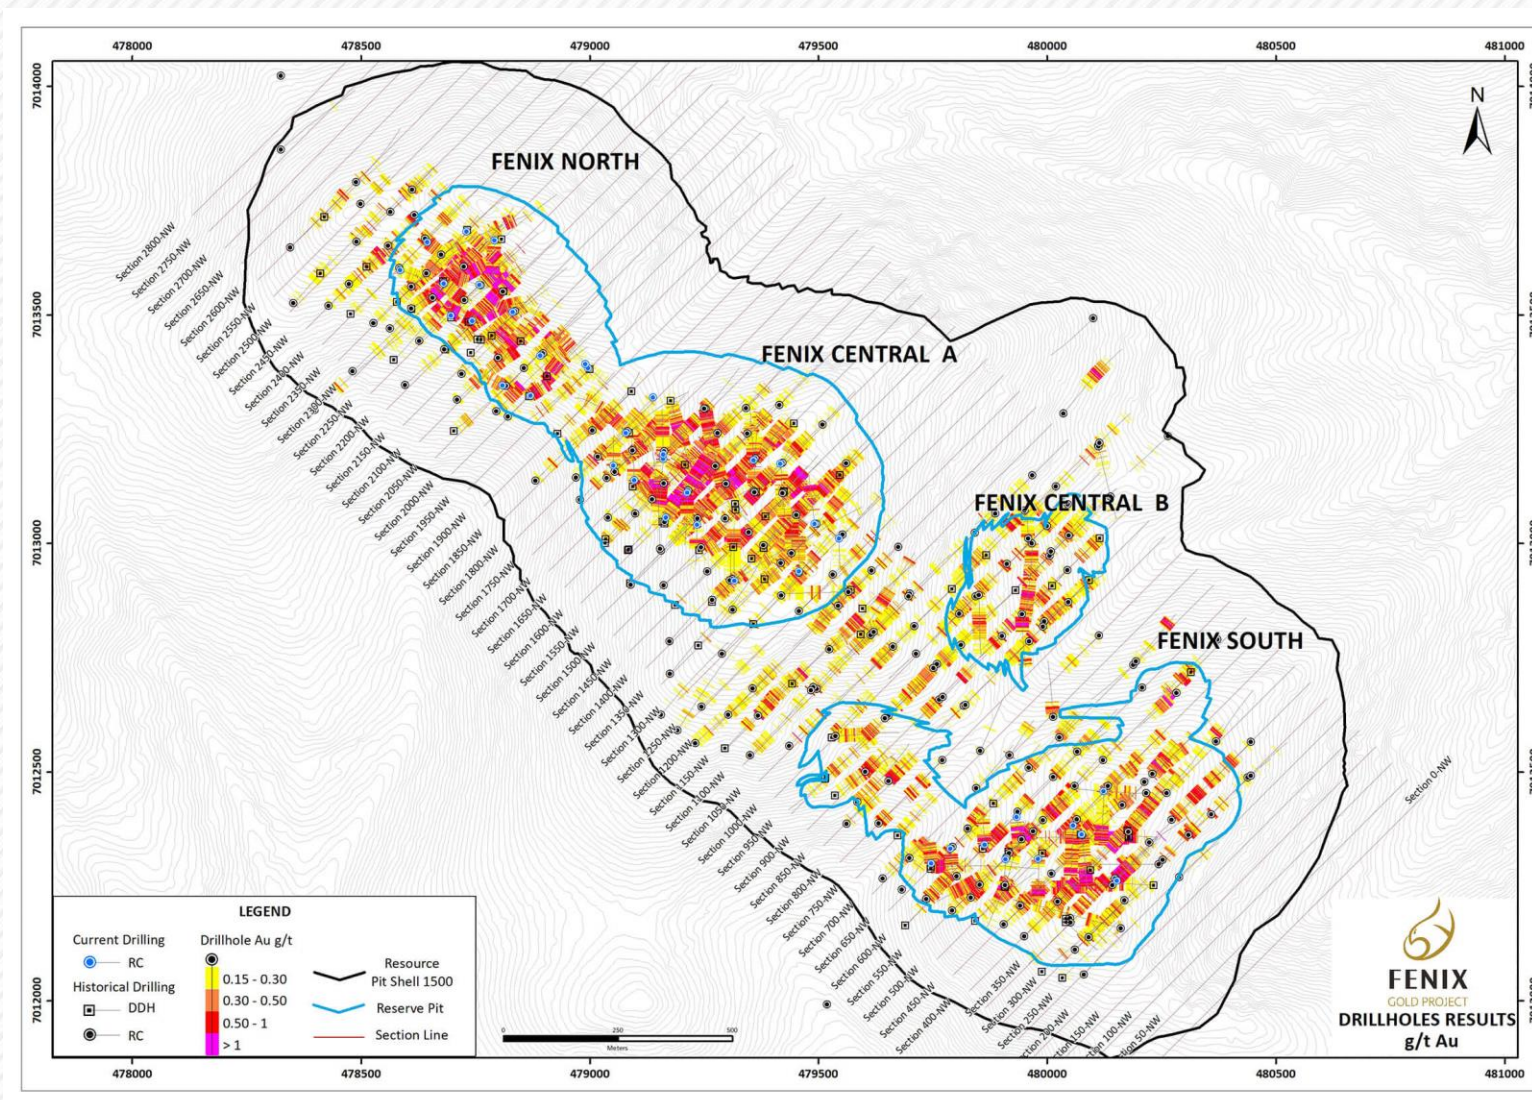 478000 478500 479000 479500 480000 480500 481000
7014000
7013500
7013000
7012500
7012000
N
FENIX NORTH
FENIX CENTRAL A
FENIX CENTRAL B
FENIX SOUTH
Section 2800-NW
Section 2750-NW
Section 2700-NW
Section 2650-NW
Section 2600-NW
Section 2550-NW
Section 2500-NW
Section 2450-NW
Section 2400-NW
Section 2350-NW
Section 2300-NW
Section 2250-NW
Section 2200-NW
Section 2150-NW
Section 2100-NW
Section 2050-NW
Section 2000-NW
Section 1950-NW
Section 1900-NW
Section 1850-NW
Section 1800-NW
Section 1750-NW
Section 1700-NW
Section 1650-NW
Section 1600-NW
Section 1550-NW
Section 1500-NW
Section 1450-NW
Section 1400-NW
Section 1350-NW
Section 1300-NW
Section 1250-NW
Section 1200-NW
Section 1150-NW
Section 1100-NW
Section 1050-NW
Section 1000-NW
Section 950-NW
Section 900-NW
Section 850-NW
Section 800-NW
Section 750-NW
Section 700-NW
Section 650-NW
Section 600-NW
Section 550-NW
Section 500-NW
Section 450-NW
Section 400-NW
Section 350-NW
Section 300-NW
Section 250-NW
Section 200-NW
Section 150-NW
Section 100-NW
Section 50-NW
Section 0-NW
LEGEND
Current Drilling
RC
Historical Drilling
DDH
RC
Drillhole Au g/t
0.15 - 0.30
0.30 - 0.50
0.50 - 1
> 1
Resource
Pit Shell 1500
Reserve Pit
Section Line
0 250 500
Meters
FENIX
GOLD PROJECT
DRILLHOLES RESULTS
g/t Au
478000 478500 479000 479500 480000 480500 481000